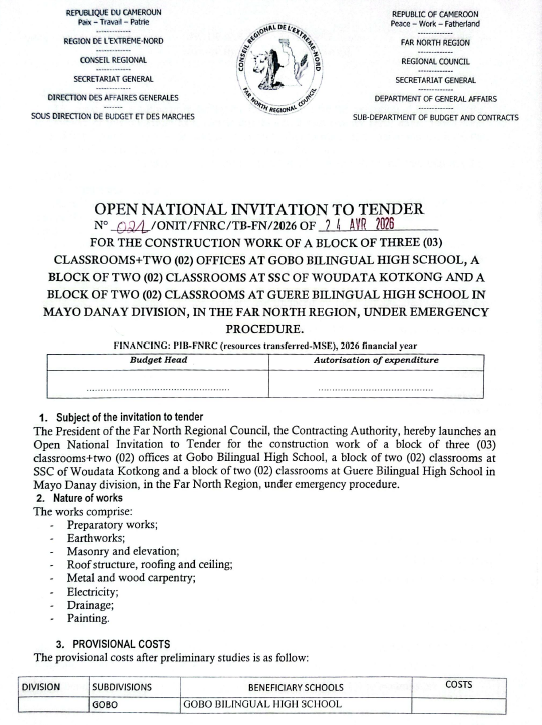 REPUBLIQUE DU CAMEROUN
Paix – Travail – Patrie
------------
REGION DE L'EXTREME-NORD
------------
CONSEIL REGIONAL
------------
SECRETARIAT GENERAL
------------
DIRECTION DES AFFAIRES GENERALES
-------
SOUS DIRECTION DE BUDGET ET DES MARCHES
CONSEIL REGIONAL DE L'EXTREME-NORD
FAR NORTH REGIONAL COUNCIL
REPUBLIC OF CAMEROON
Peace – Work – Fatherland
------------
FAR NORTH REGION
------------
REGIONAL COUNCIL
------------
SECRETARIAT GENERAL
------------
DEPARTMENT OF GENERAL AFFAIRS
------------
SUB-DEPARTMENT OF BUDGET AND CONTRACTS
OPEN NATIONAL INVITATION TO TENDER
N° 021 /ONIT/FNRC/TB-FN/2026 OF 24 AVR 2026
FOR THE CONSTRUCTION WORK OF A BLOCK OF THREE (03)
CLASSROOMS+TWO (02) OFFICES AT GOBO BILINGUAL HIGH SCHOOL, A
BLOCK OF TWO (02) CLASSROOMS AT SSC OF WOUDATA KOTKONG AND A
BLOCK OF TWO (02) CLASSROOMS AT GUERE BILINGUAL HIGH SCHOOL IN
MAYO DANAY DIVISION, IN THE FAR NORTH REGION, UNDER EMERGENCY
PROCEDURE.
FINANCING: PIB-FNRC (resources transferred-MSE), 2026 financial year
Budget Head
Autorisation of expenditure
1. Subject of the invitation to tender
The President of the Far North Regional Council, the Contracting Authority, hereby launches an
Open National Invitation to Tender for the construction work of a block of three (03)
classrooms+two (02) offices at Gobo Bilingual High School, a block of two (02) classrooms at
SSC of Woudata Kotkong and a block of two (02) classrooms at Guere Bilingual High School in
Mayo Danay division, in the Far North Region, under emergency procedure.
2. Nature of works
The works comprise:
- Preparatory works;
- Earthworks;
- Masonry and elevation;
- Roof structure, roofing and ceiling;
- Metal and wood carpentry;
- Electricity;
- Drainage;
- Painting.
3. PROVISIONAL COSTS
The provisional costs after preliminary studies is as follow:
DIVISION SUBDIVISIONS BENEFICIARY SCHOOLS COSTS
GOBO GOBO BILINGUAL HIGH SCHOOL